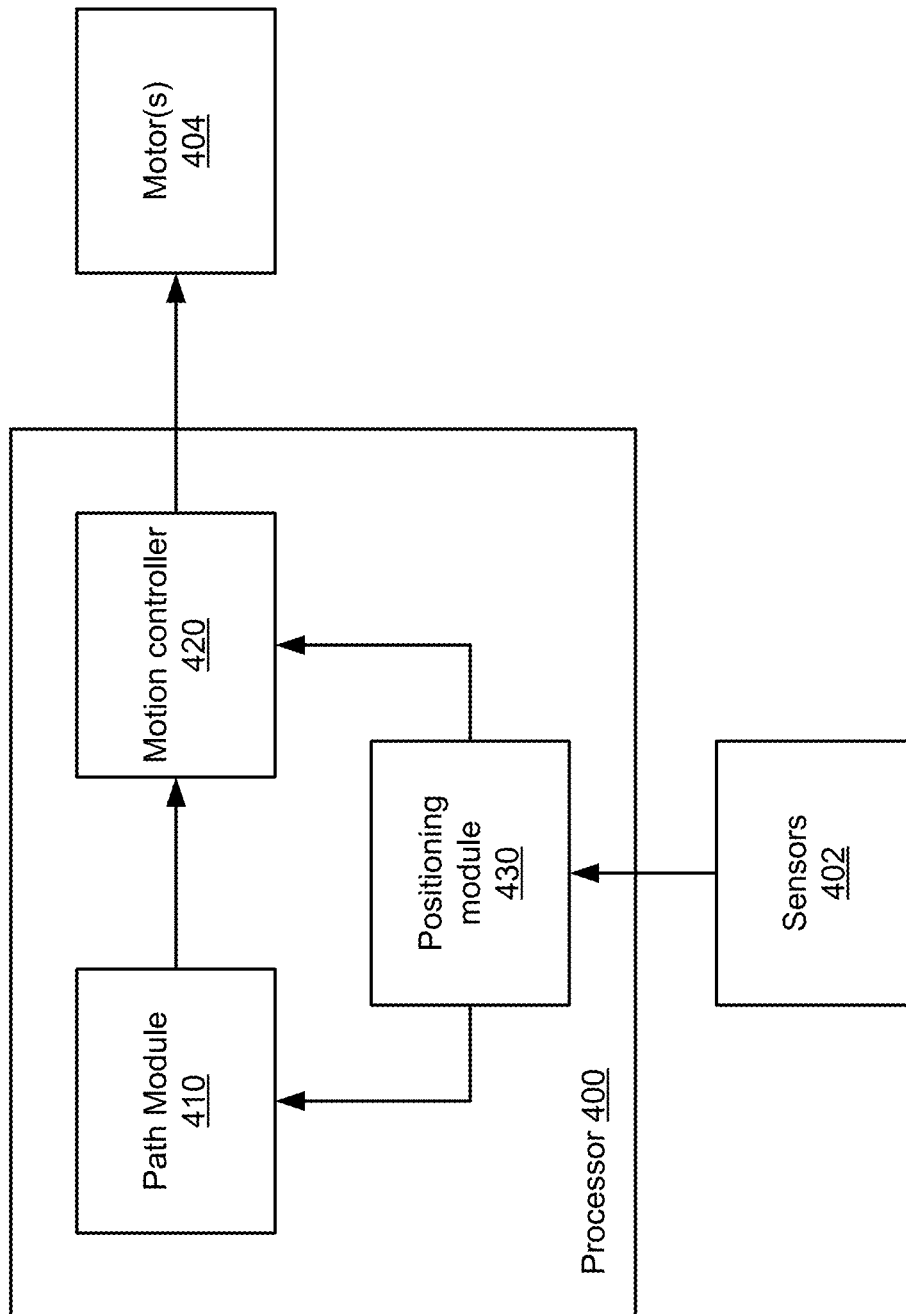 Path Module
410
Motion controller
420
Motor(s)
404
Positioning
module
430
Processor 400
Sensors
402